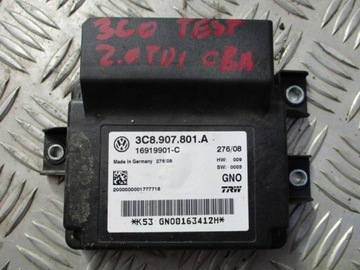 3C0 TEST
2.0TDI CBA
3C8.907.801.A
16919901-C 276/08
Made in Germany 276/08
HW: 009
SW: 0003
GNO
2000000001777718
TRW
*K53 GNO0163412H*